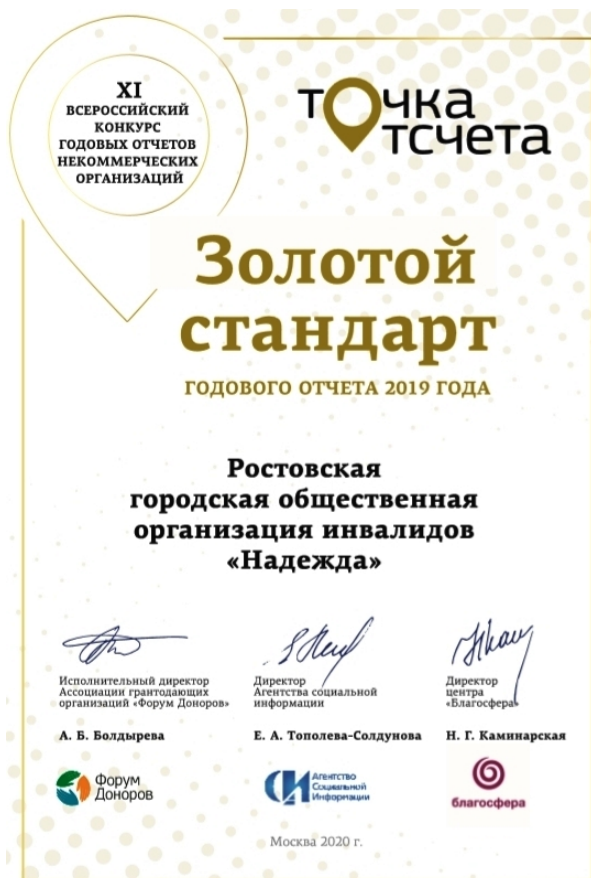 XI
ВСЕРОССИЙСКИЙ
КОНКУРС
ГОДОВЫХ ОТЧЕТОВ
НЕКОММЕРЧЕСКИХ
ОРГАНИЗАЦИЙ
ТОчка
ОТСчета
Золотой
стандарт
ГОДОВОГО ОТЧЕТА 2019 ГОДА
Ростовская
городская общественная
организация инвалидов
«Надежда»
Исполнительный директор
Ассоциации грантодающих
организаций «Форум Доноров»
А. Б. Болдырева
Директор
Агентства социальной
информации
Е. А. Тополева-Солдунова
Директор
центра
«Благосфера»
Н. Г. Каминарская
Форум
Доноров
АСИ
Агентство
Социальной
Информации
благосфера
Москва 2020 г.